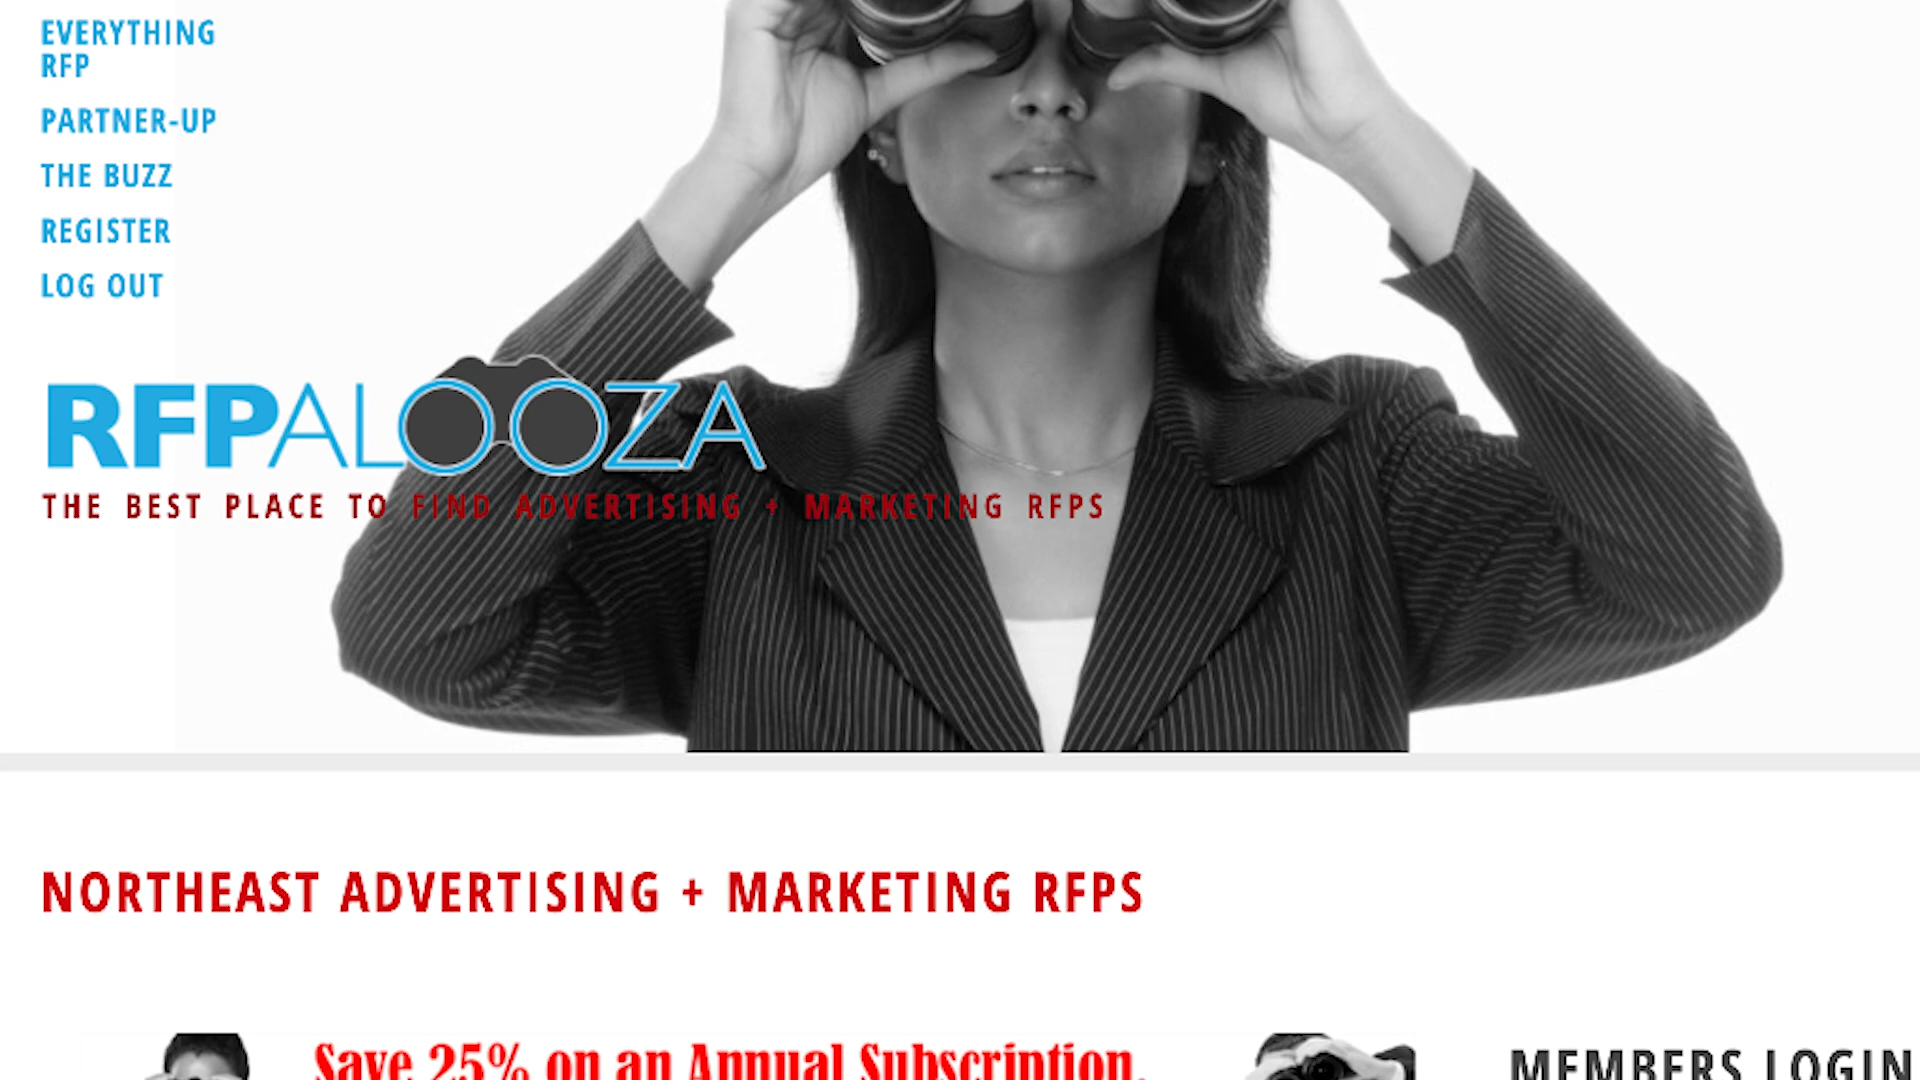 EVERYTHING
RFP
PARTNER-UP
THE BUZZ
REGISTER
LOG OUT
RFPALOOZA
THE BEST PLACE TO FIND ADVERTISING + MARKETING RFPS
NORTHEAST ADVERTISING + MARKETING RFPS
Save 25% on an Annual Subscription.
MEMBERS LOGIN